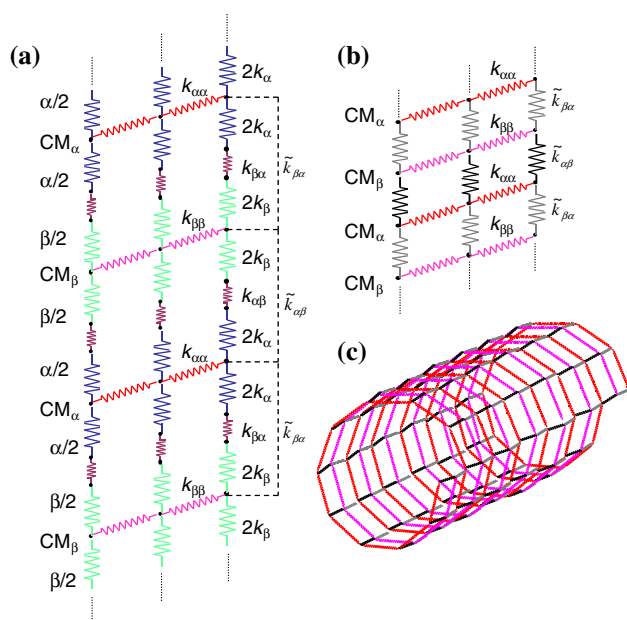 (a)
α/2
CMα
α/2
β/2
CMβ
β/2
α/2
CMα
α/2
β/2
CMβ
β/2
kαα
kββ
kαα
kββ
2kα
2kα
kβα
2kβ
2kβ
kαβ
2kα
2kα
kβα
2kβ
2kβ
k̃βα
k̃αβ
k̃βα
(b)
CMα
CMβ
CMα
CMβ
kαα
kββ
kαα
kββ
k̃βα
k̃αβ
k̃βα
(c)